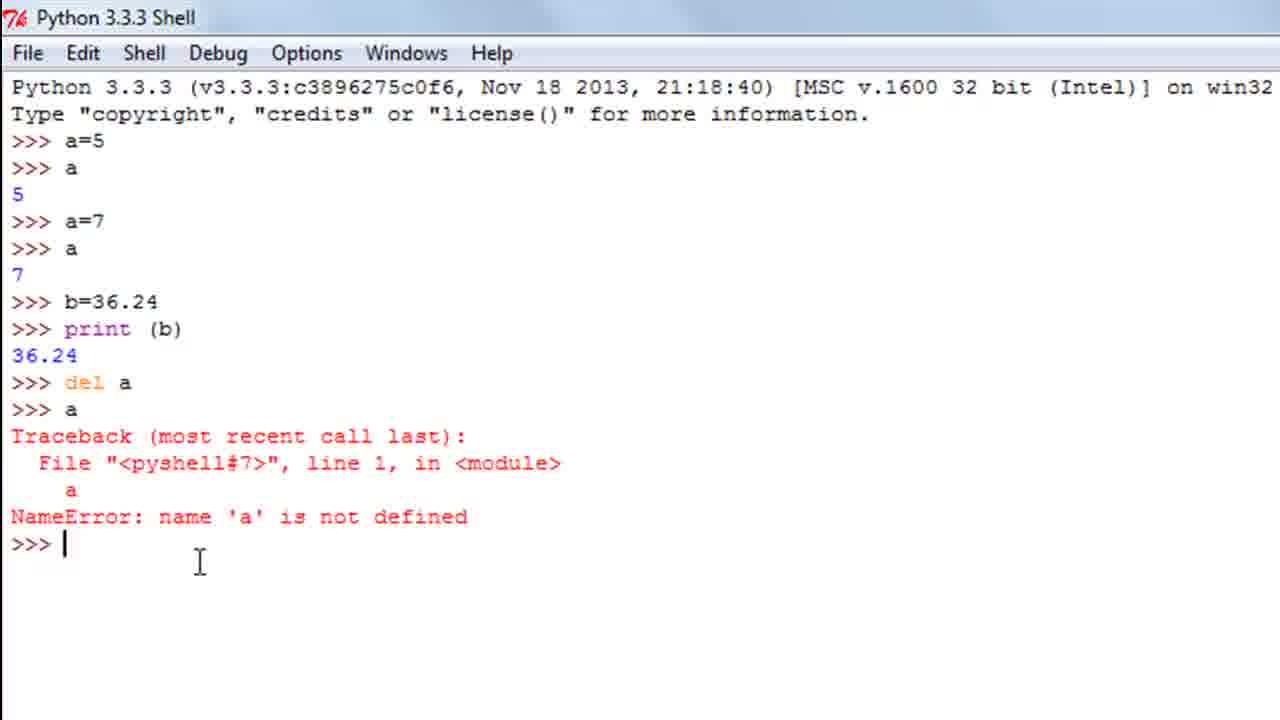 Python 3.3.3 Shell
File Edit Shell Debug Options Windows Help
Python 3.3.3 (v3.3.3:c3896275c0f6, Nov 18 2013, 21:18:40) [MSC v.1600 32 bit (Intel)] on win32
Type "copyright", "credits" or "license()" for more information.
>>> a=5
>>> a
5
>>> a=7
>>> a
7
>>> b=36.24
>>> print (b)
36.24
>>> del a
>>> a
Traceback (most recent call last):
  File "<pyshell#7>", line 1, in <module>
    a
NameError: name 'a' is not defined
>>>